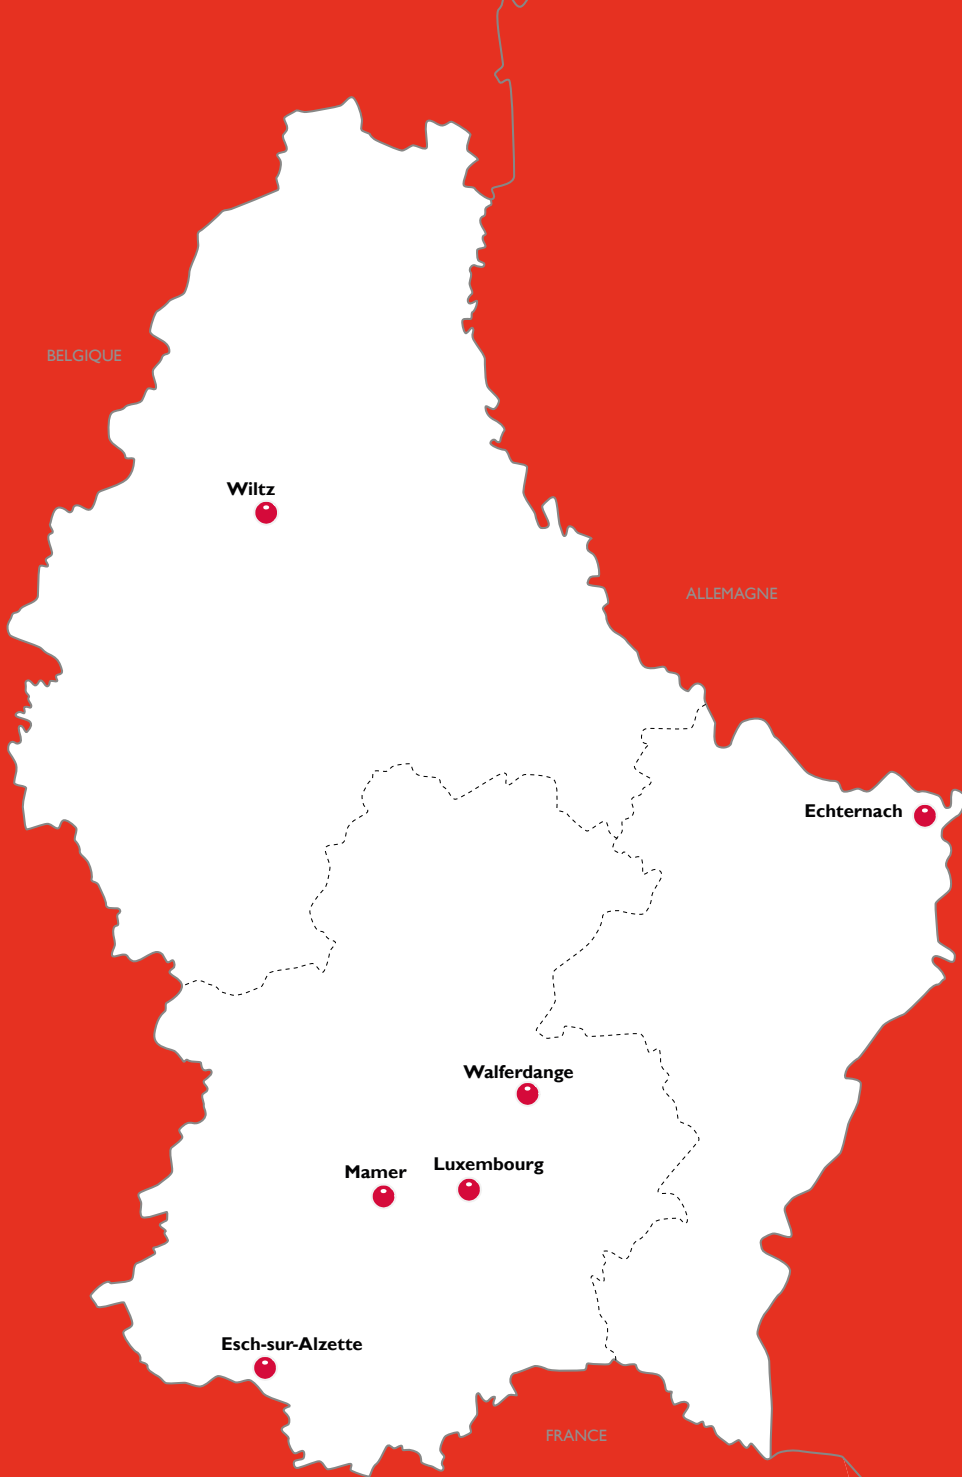 BELGIQUE
Wiltz
ALLEMAGNE
Echternach
Walferdange
Luxembourg
Mamer
Esch-sur-Alzette
FRANCE